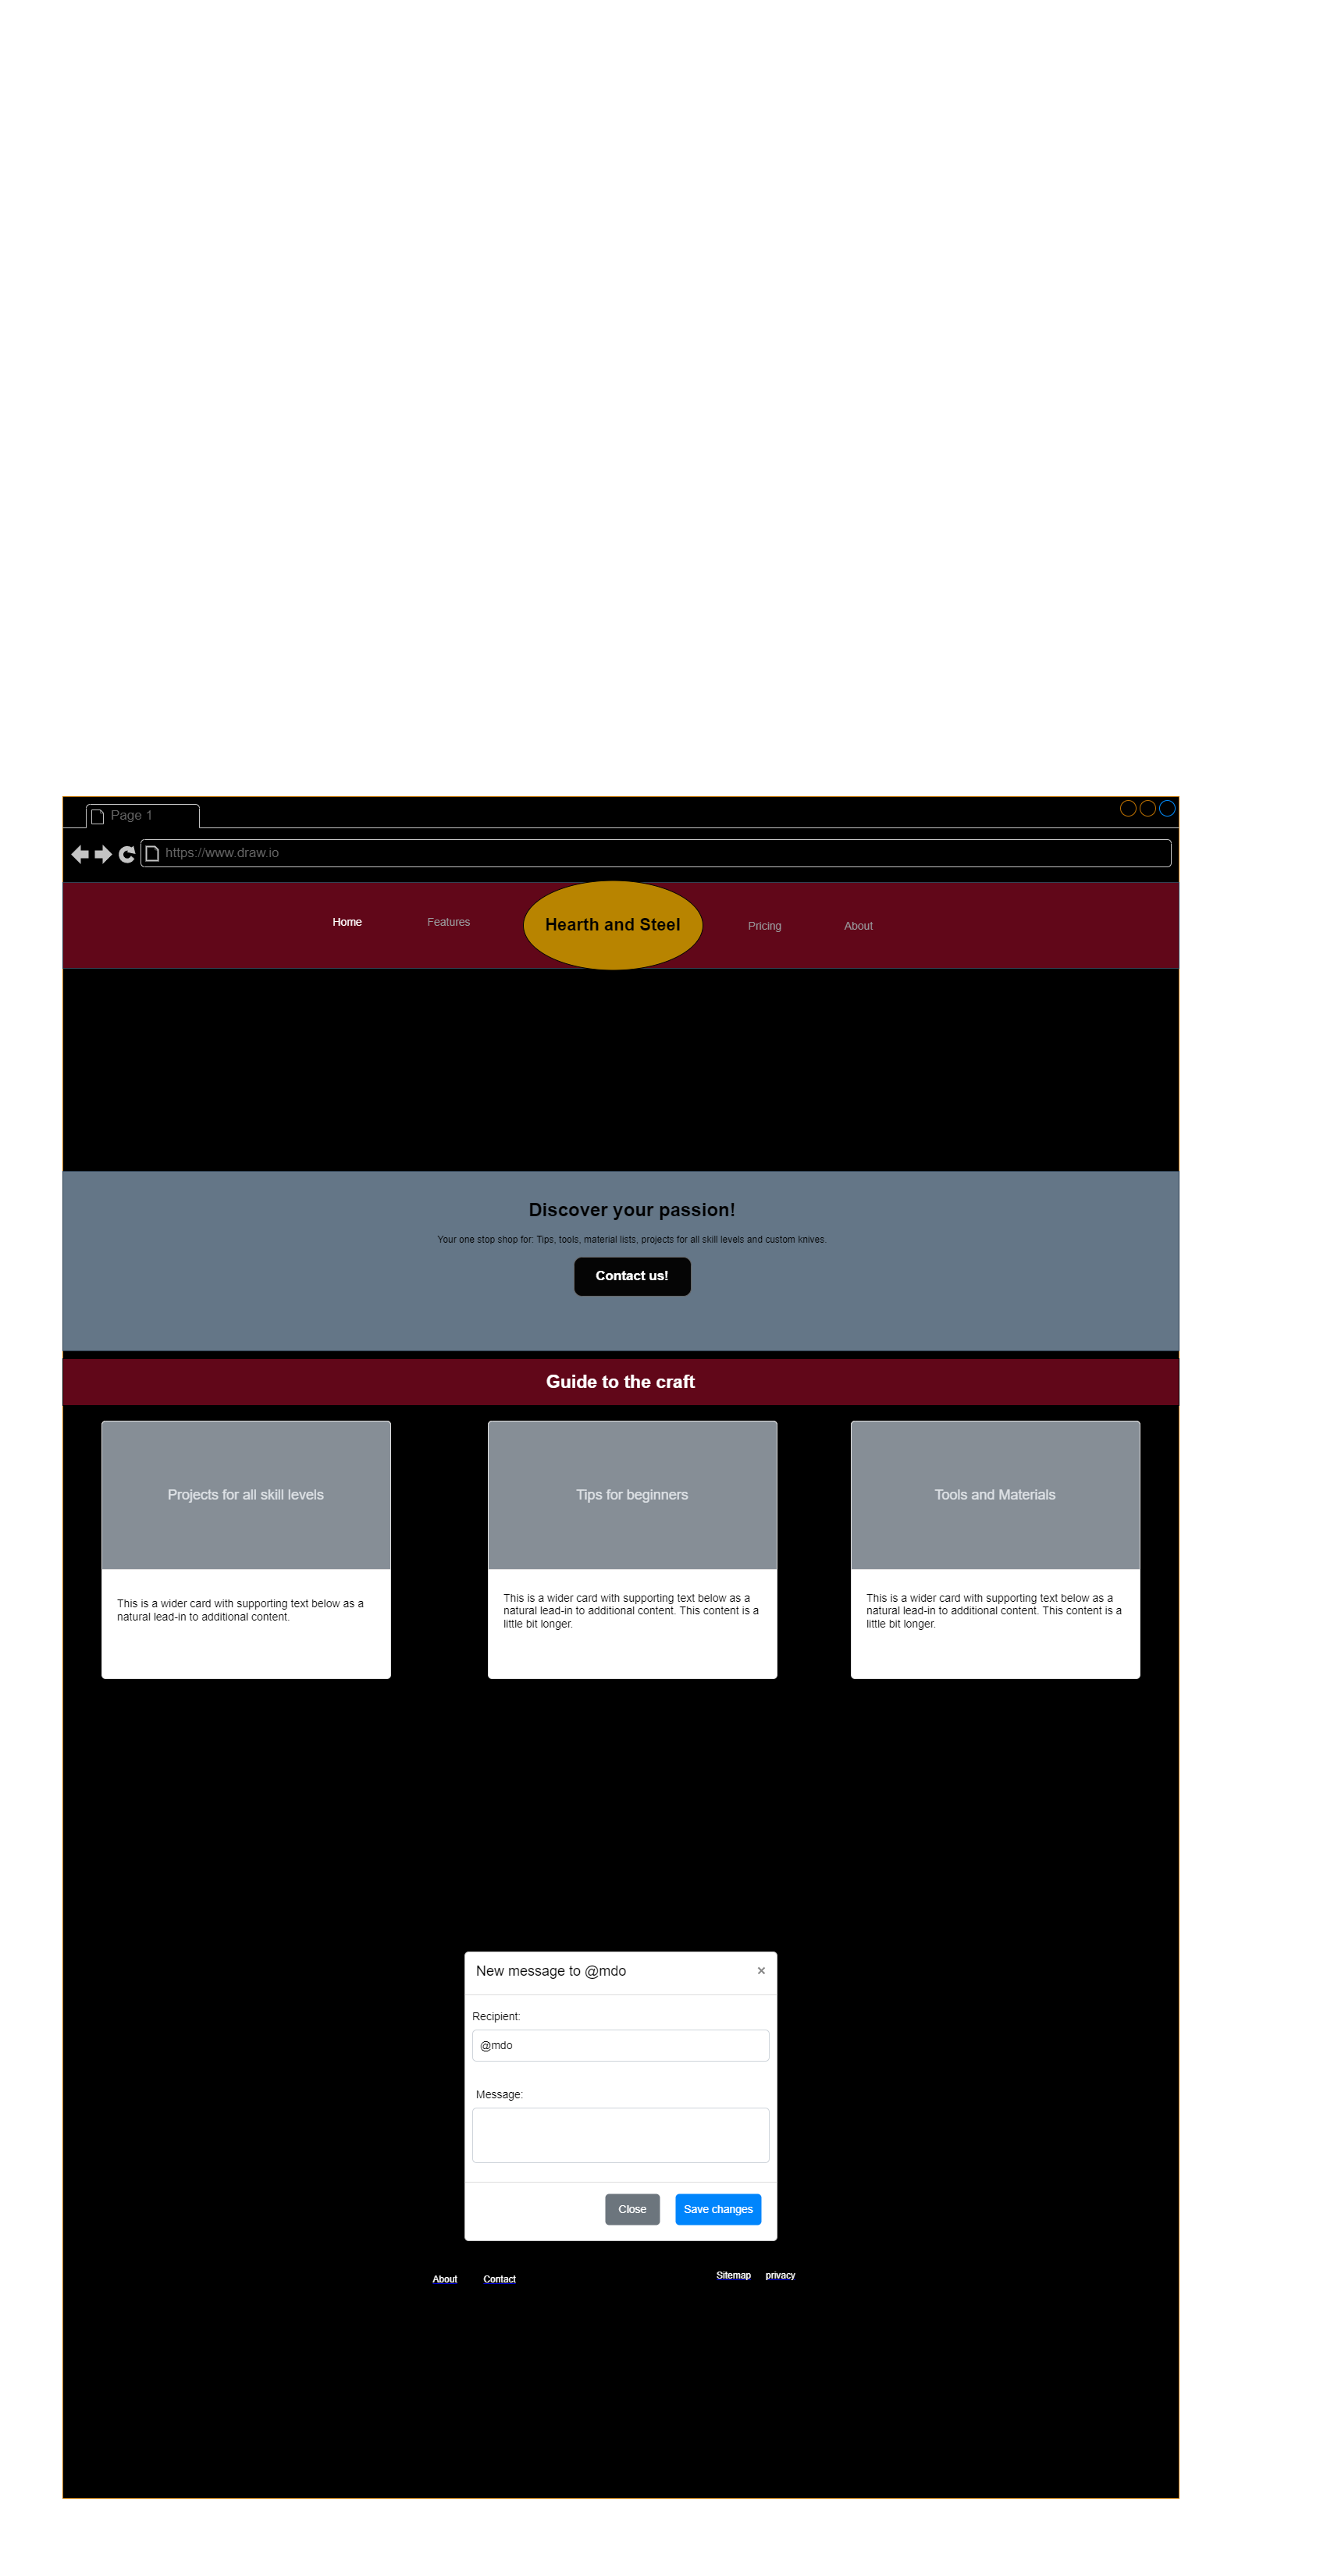 Page 1
https://www.draw.io
Home
Features
Hearth and Steel
Pricing
About
Discover your passion!
Your one stop shop for: Tips, tools, material lists, projects for all skill levels and custom knives.
Contact us!
Guide to the craft
Projects for all skill levels
This is a wider card with supporting text below as a
natural lead-in to additional content.
Tips for beginners
This is a wider card with supporting text below as a
natural lead-in to additional content. This content is a
little bit longer.
Tools and Materials
This is a wider card with supporting text below as a
natural lead-in to additional content. This content is a
little bit longer.
New message to @mdo
×
Recipient:
@mdo
Message:
Close
Save changes
About
Contact
Sitemap
privacy